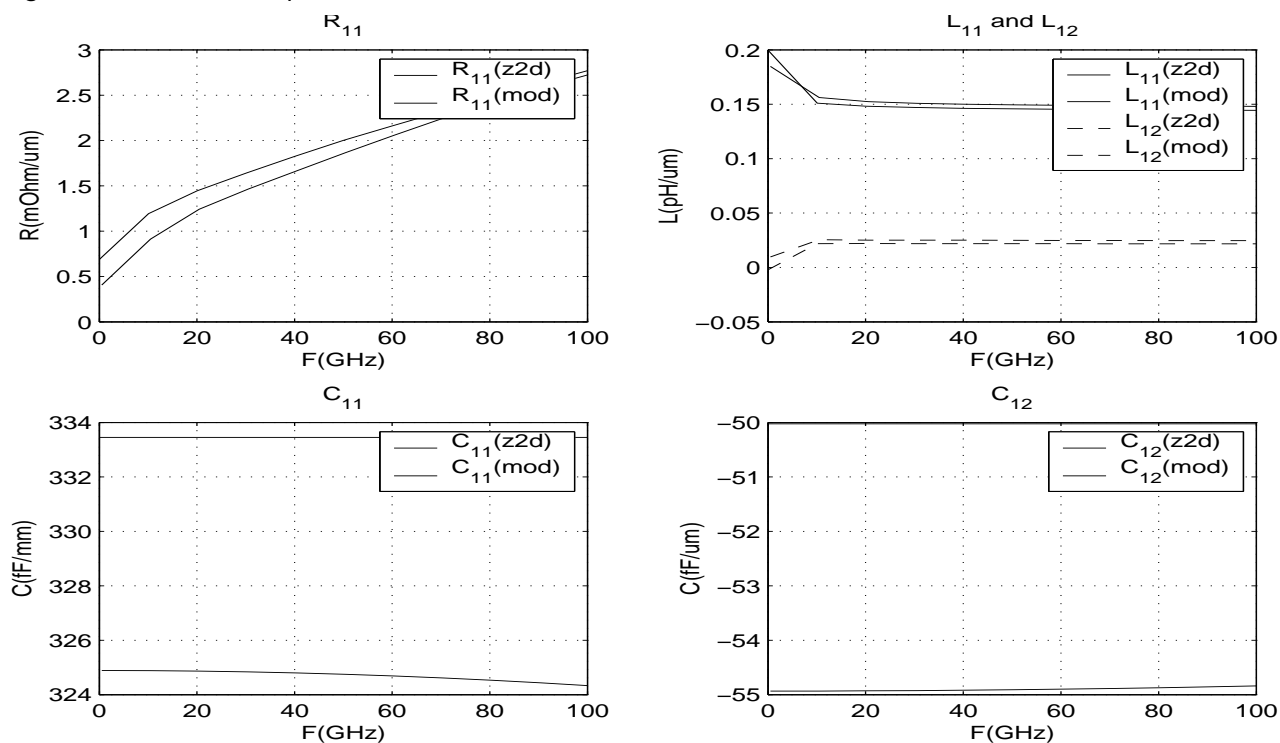 R11
3
2.5
2
1.5
1
0.5
0
R(mOhm/um)
R11(z2d)
R11(mod)
0 20 40 60 80 100
F(GHz)
L11 and L12
0.2
0.15
0.1
0.05
0
−0.05
L(pH/um)
L11(z2d)
L11(mod)
L12(z2d)
L12(mod)
0 20 40 60 80 100
F(GHz)
C11
334
332
330
328
326
324
C(fF/mm)
C11(z2d)
C11(mod)
0 20 40 60 80 100
F(GHz)
C12
−50
−51
−52
−53
−54
−55
C(fF/um)
C12(z2d)
C12(mod)
0 20 40 60 80 100
F(GHz)